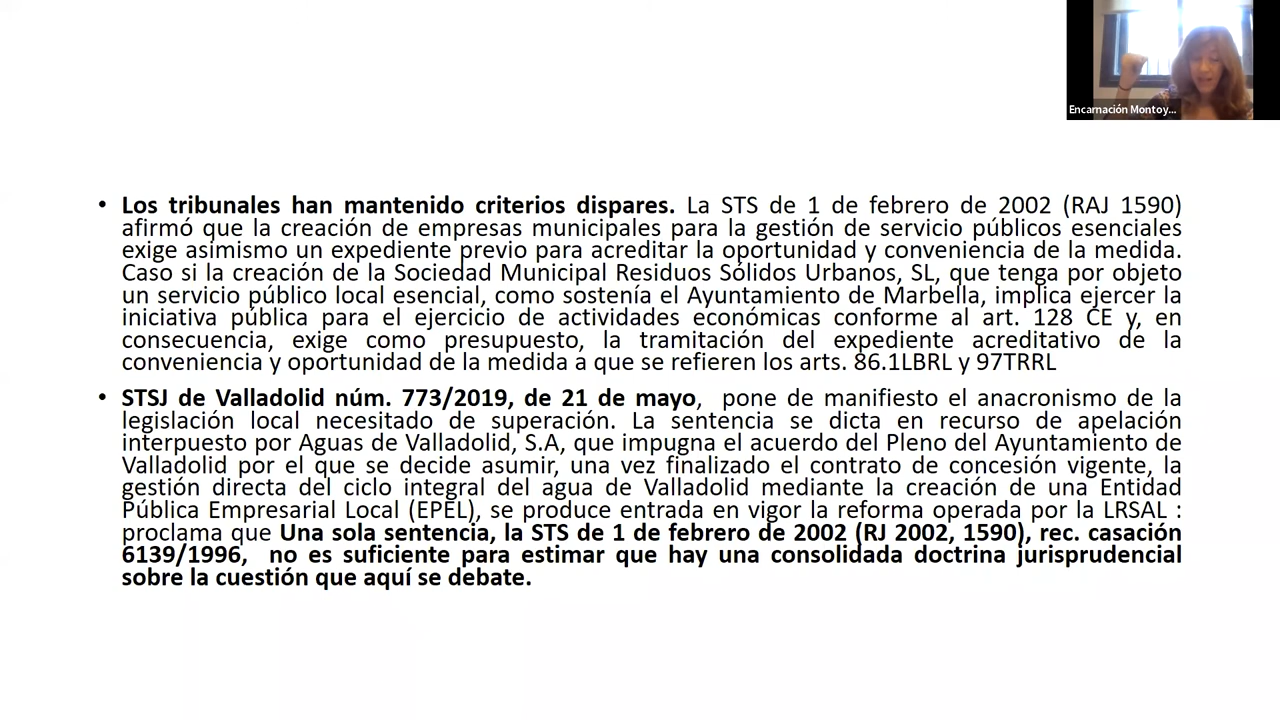 Encarnación Montoy...
• Los tribunales han mantenido criterios dispares. La STS de 1 de febrero de 2002 (RAJ 1590)
afirmó que la creación de empresas municipales para la gestión de servicio públicos esenciales
exige asimismo un expediente previo para acreditar la oportunidad y conveniencia de la medida.
Caso si la creación de la Sociedad Municipal Residuos Sólidos Urbanos, SL, que tenga por objeto
un servicio público local esencial, como sostenía el Ayuntamiento de Marbella, implica ejercer la
iniciativa pública para el ejercicio de actividades económicas conforme al art. 128 CE y, en
consecuencia, exige como presupuesto, la tramitación del expediente acreditativo de la
conveniencia y oportunidad de la medida a que se refieren los arts. 86.1LBRL y 97TRRL
• STSJ de Valladolid núm. 773/2019, de 21 de mayo, pone de manifiesto el anacronismo de la
legislación local necesitado de superación. La sentencia se dicta en recurso de apelación
interpuesto por Aguas de Valladolid, S.A, que impugna el acuerdo del Pleno del Ayuntamiento de
Valladolid por el que se decide asumir, una vez finalizado el contrato de concesión vigente, la
gestión directa del ciclo integral del agua de Valladolid mediante la creación de una Entidad
Pública Empresarial Local (EPEL), se produce entrada en vigor la reforma operada por la LRSAL :
proclama que Una sola sentencia, la STS de 1 de febrero de 2002 (RJ 2002, 1590), rec. casación
6139/1996, no es suficiente para estimar que hay una consolidada doctrina jurisprudencial
sobre la cuestión que aquí se debate.